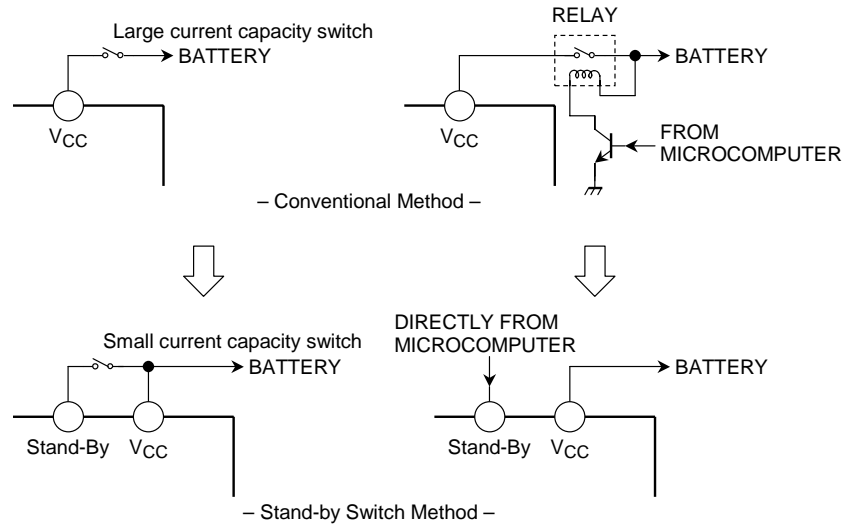 Large current capacity switch
BATTERY
VCC
RELAY
BATTERY
VCC
FROM
MICROCOMPUTER
– Conventional Method –
Small current capacity switch
BATTERY
Stand-By VCC
DIRECTLY FROM
MICROCOMPUTER
BATTERY
Stand-By VCC
– Stand-by Switch Method –